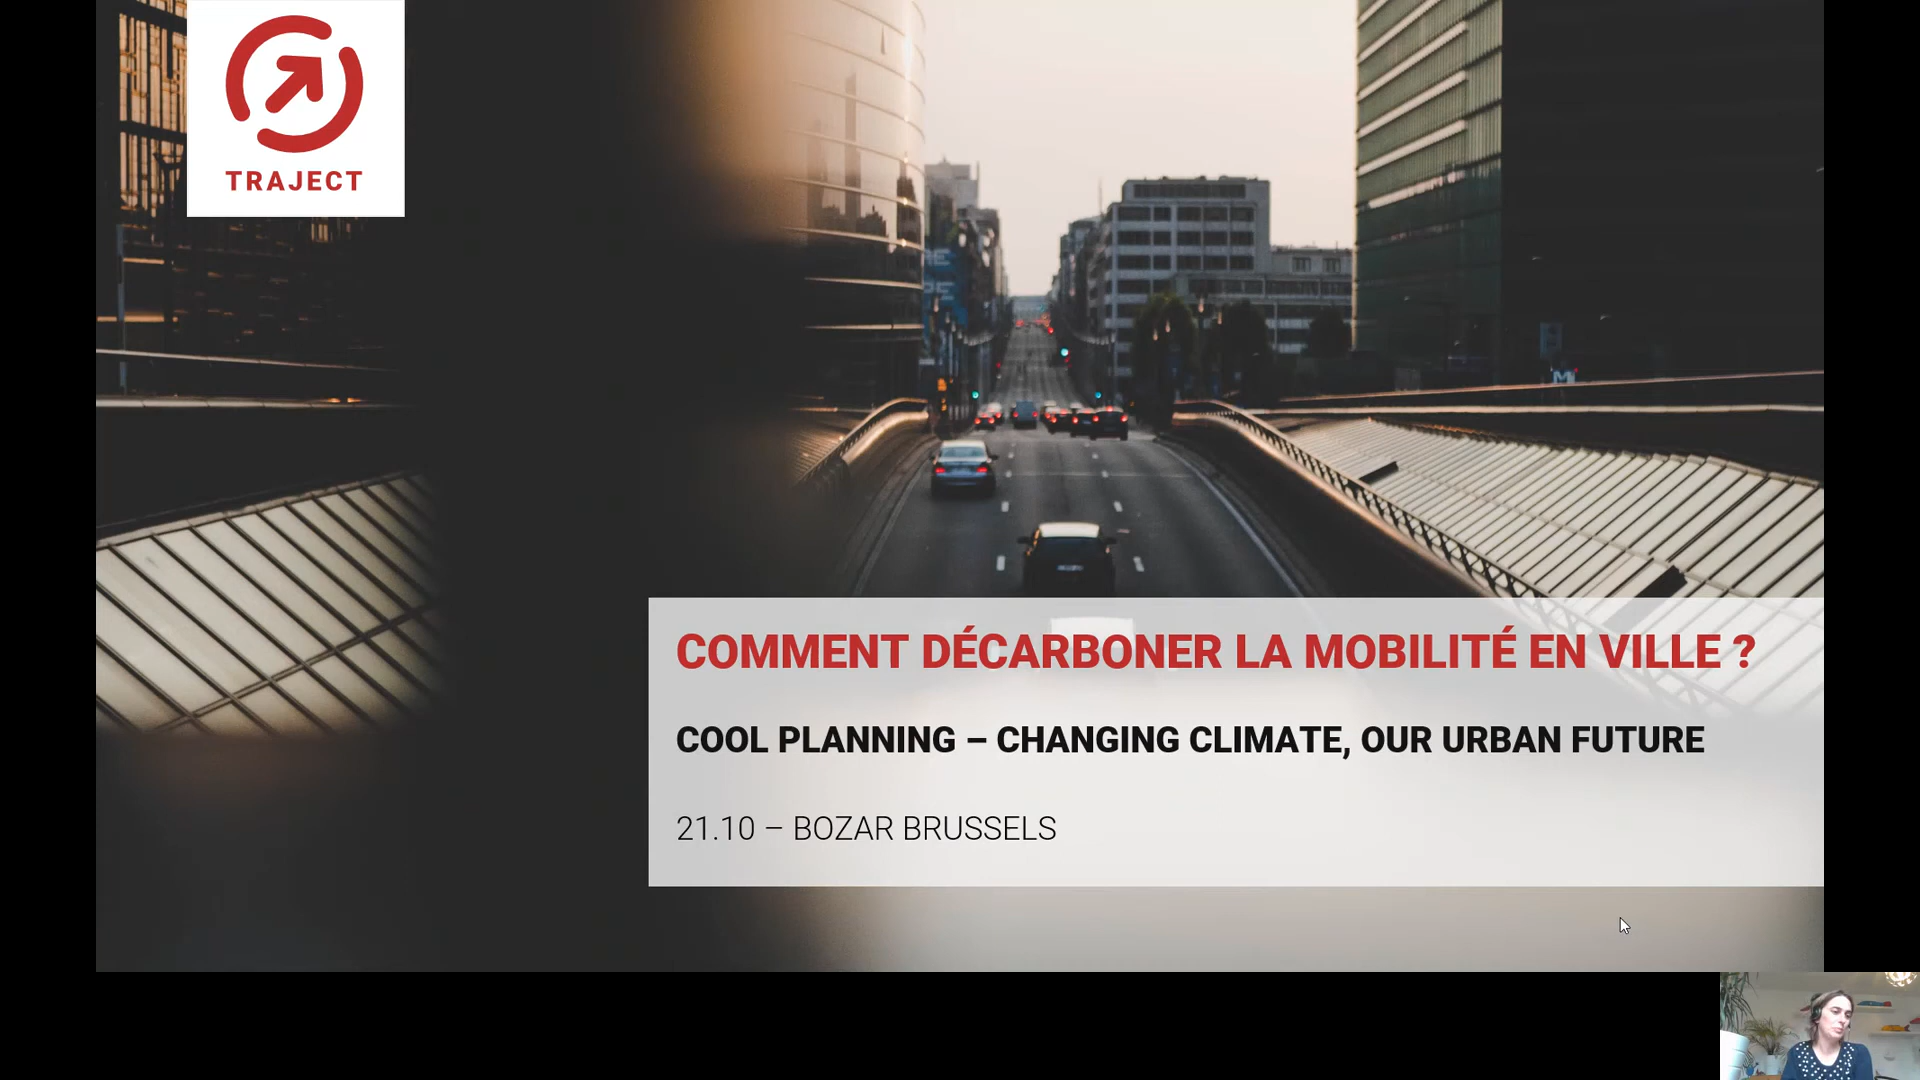 TRAJECT
COMMENT DÉCARBONER LA MOBILITÉ EN VILLE ?
COOL PLANNING – CHANGING CLIMATE, OUR URBAN FUTURE
21.10 – BOZAR BRUSSELS